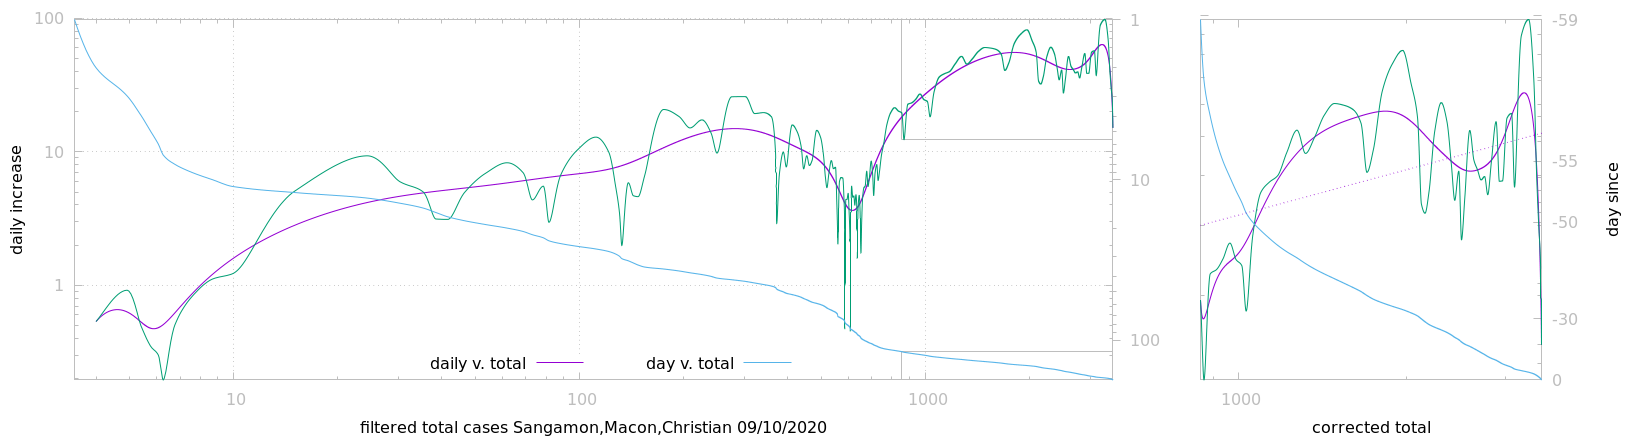 100
10
1
daily increase
daily v. total
day v. total
1
10
100
10
100
1000
filtered total cases Sangamon,Macon,Christian 09/10/2020
-59
-55
-50
-30
0
day since
1000
corrected total